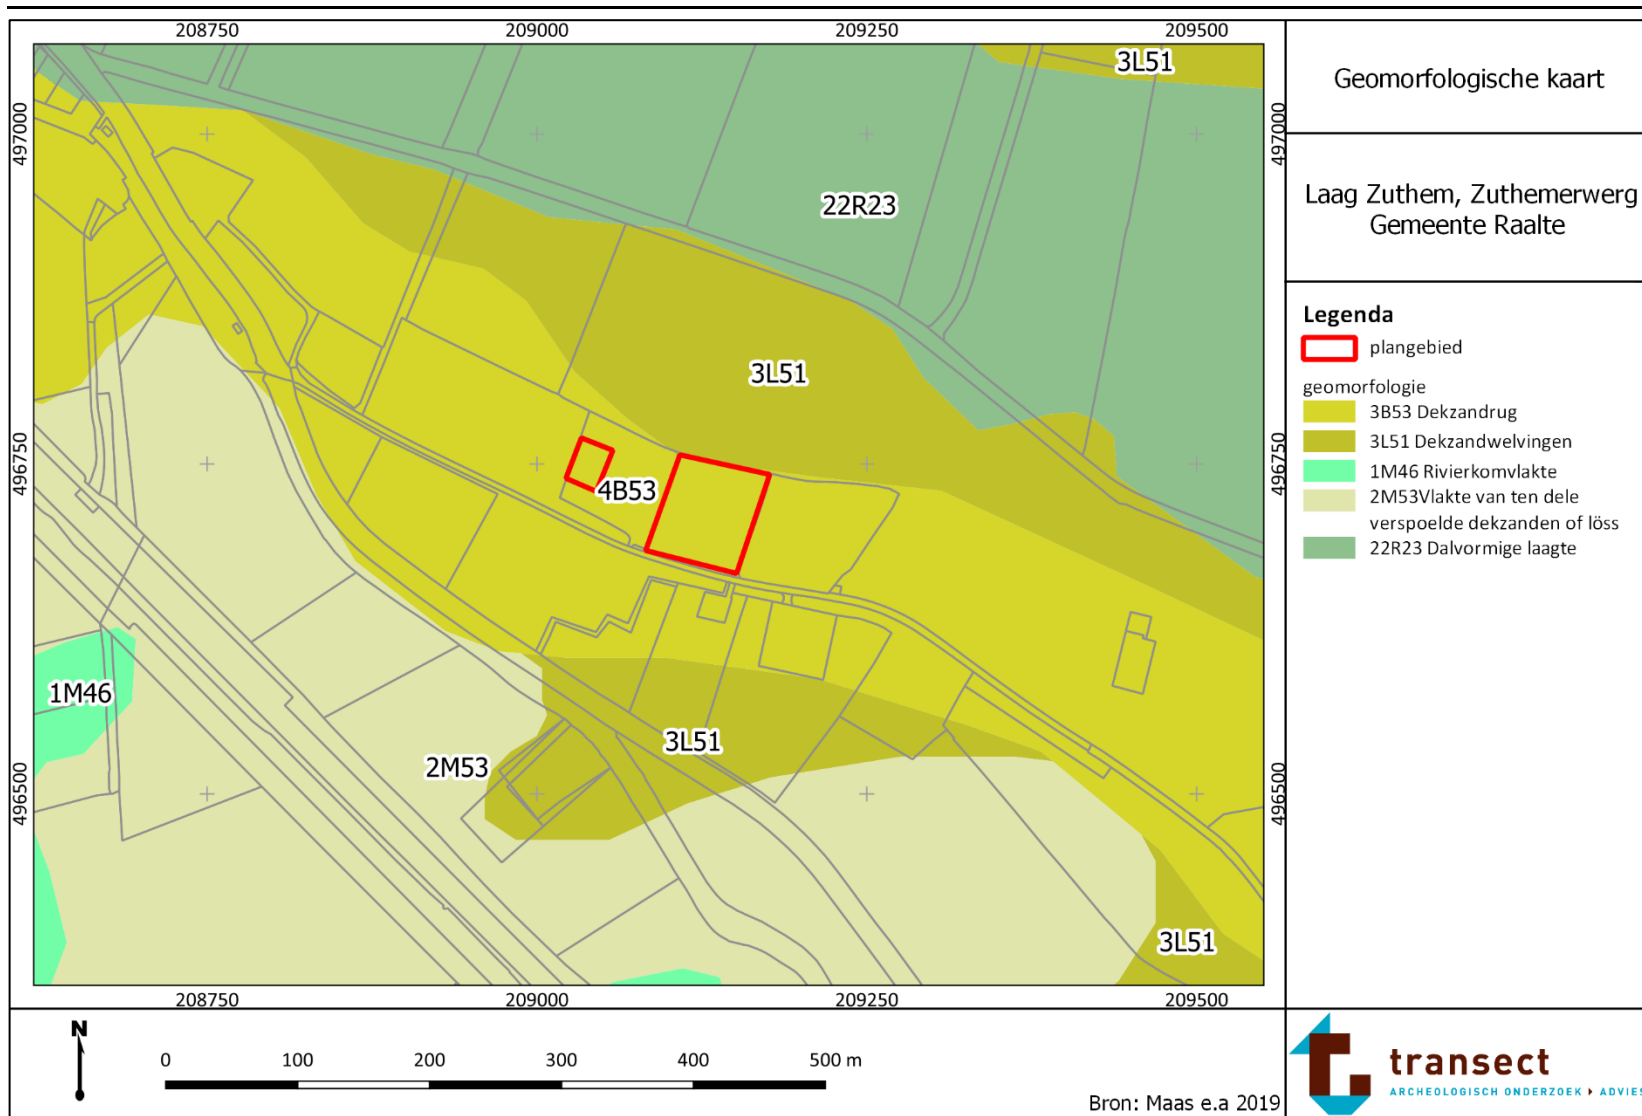 208750
209000
209250
209500
497000
496750
496500
497000
496750
496500
3L51
22R23
3L51
4B53
1M46
3L51
2M53
3L51
208750
209000
209250
209500
Geomorfologische kaart
Laag Zuthem, Zuthemerwerg
Gemeente Raalte
Legenda
plangebied
geomorfologie
3B53 Dekzandrug
3L51 Dekzandwelvingen
1M46 Rivierkomvlakte
2M53Vlakte van ten dele
verspoelde dekzanden of löss
22R23 Dalvormige laagte
N
0 100 200 300 400 500 m
Bron: Maas e.a 2019
transect
ARCHEOLOGISCH ONDERZOEK ▸ ADVIES